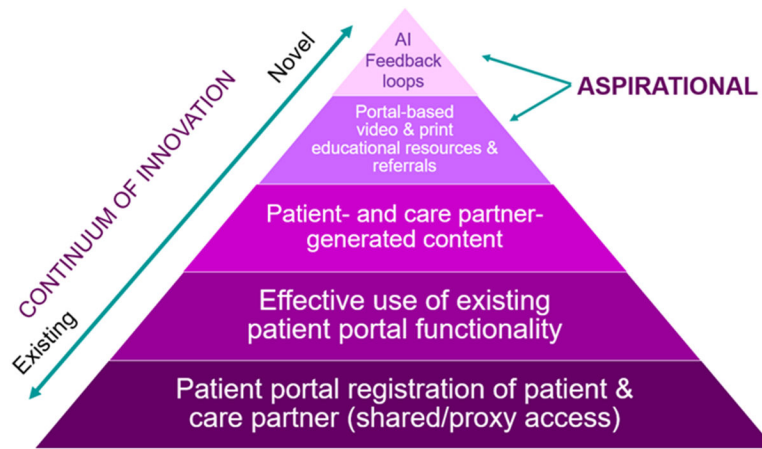 AI
Feedback
loops
Portal-based
video & print
educational resources &
referrals
Patient- and care partner-
generated content
Effective use of existing
patient portal functionality
Patient portal registration of patient &
care partner (shared/proxy access)
Novel
CONTINUUM OF INNOVATION
Existing
ASPIRATIONAL